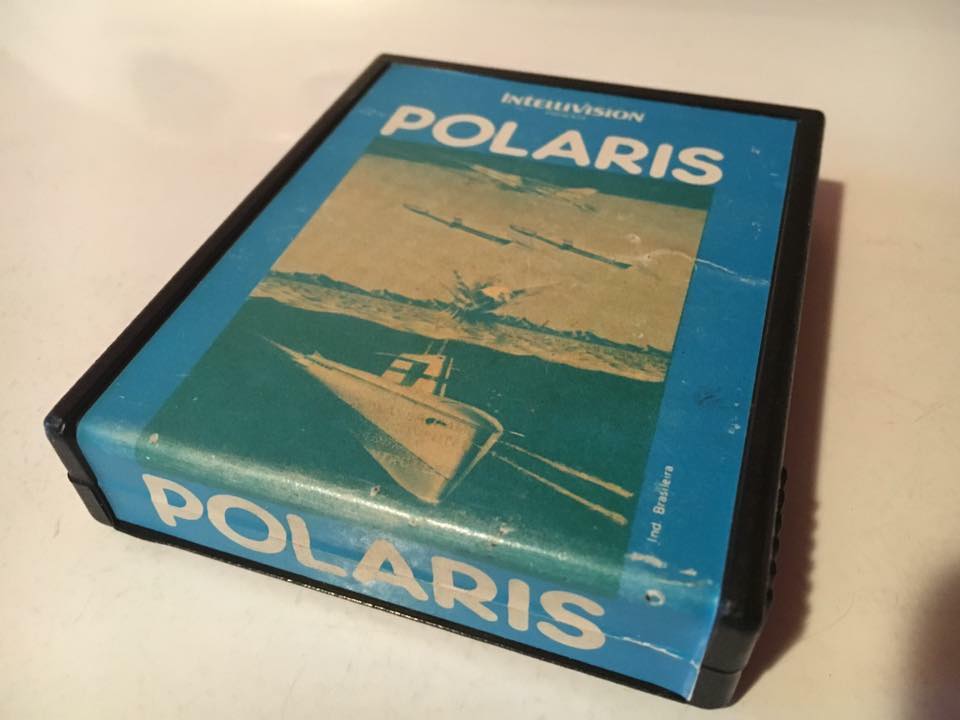 INTELLIVISION
POLARIS
Ind. Brasileira
POLARIS